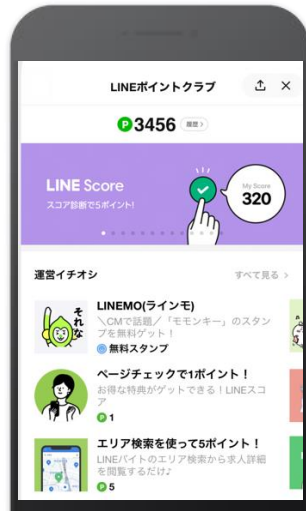 LINEポイントクラブ
P 3456 履歴 >
LINE Score
スコア診断で5ポイント!
My Score
320
運営イチオシ
すべて見る >
それな
LINEMO(ラインモ)
＼CMで話題／「モモンキー」のスタン
プを無料ゲット！
無料スタンプ
ページチェックで1ポイント！
お得な特典がゲットできる！LINEスコ
ア
P 1
エリア検索を使って5ポイント！
LINEバイトのエリア検索から求人詳細
を閲覧するだけ♪
P 5